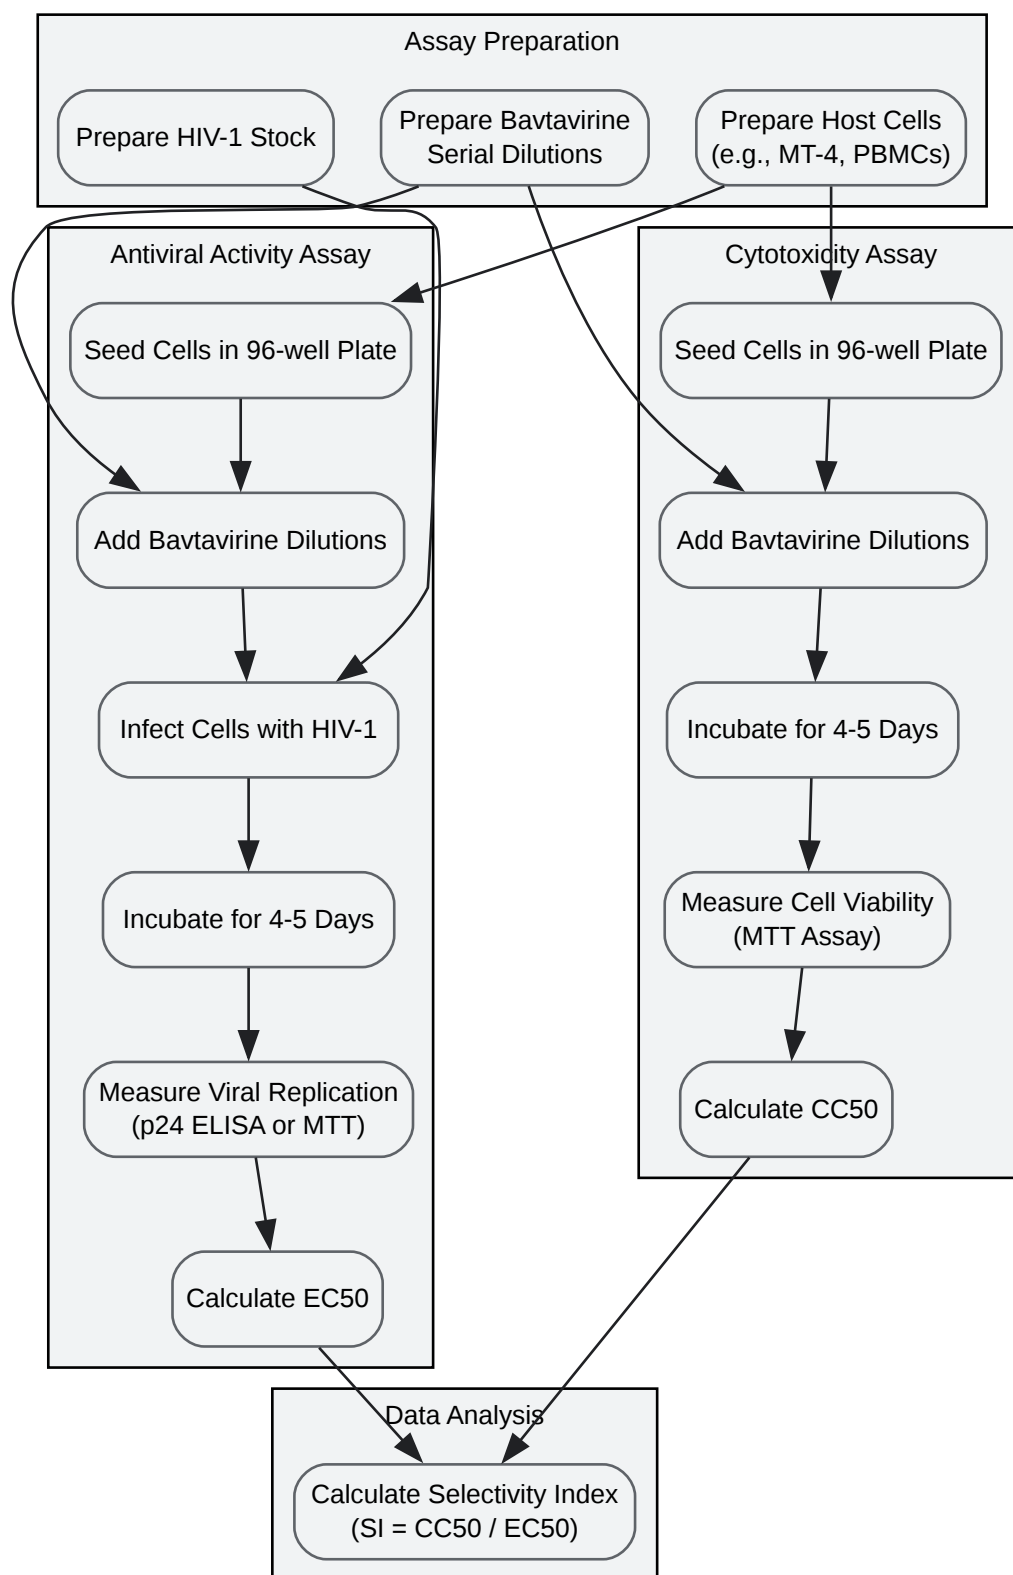 Assay Preparation
Prepare HIV-1 Stock
Prepare Bavtavirine
Serial Dilutions
Prepare Host Cells
(e.g., MT-4, PBMCs)
Antiviral Activity Assay
Seed Cells in 96-well Plate
Add Bavtavirine Dilutions
Infect Cells with HIV-1
Incubate for 4-5 Days
Measure Viral Replication
(p24 ELISA or MTT)
Calculate EC50
Cytotoxicity Assay
Seed Cells in 96-well Plate
Add Bavtavirine Dilutions
Incubate for 4-5 Days
Measure Cell Viability
(MTT Assay)
Calculate CC50
Data Analysis
Calculate Selectivity Index
(SI = CC50 / EC50)